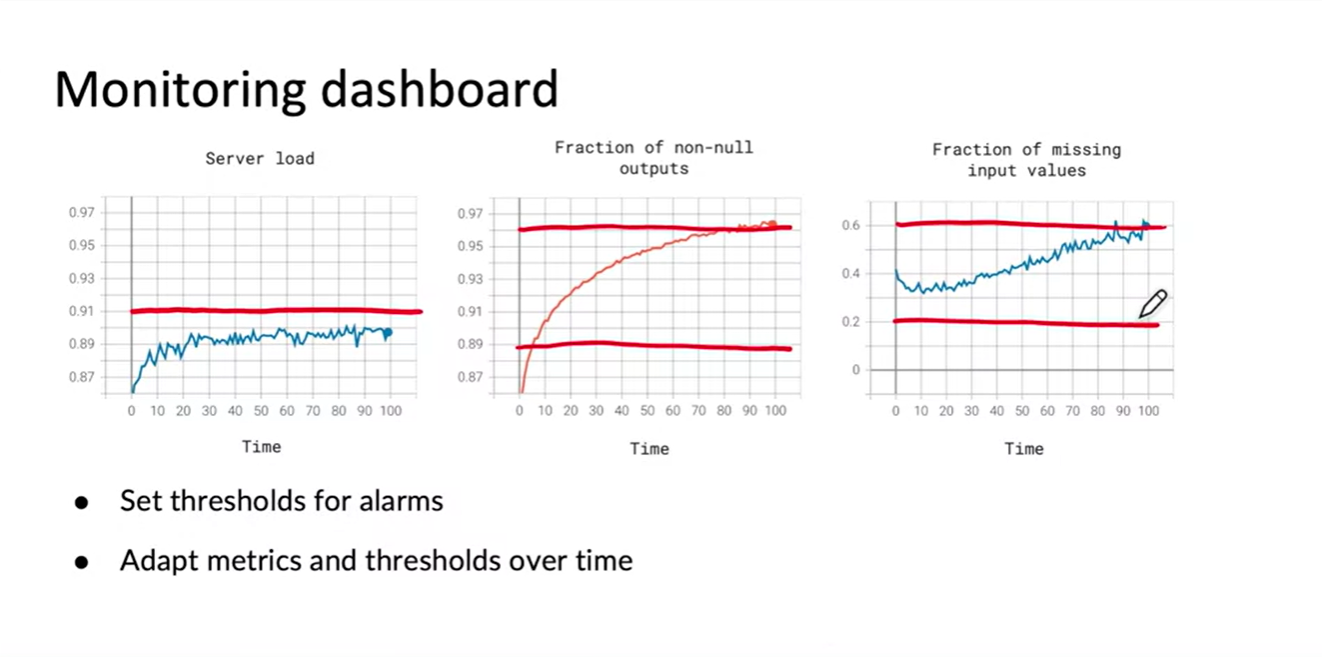 Monitoring dashboard
Server load
0.97
0.95
0.93
0.91
0.89
0.87
0 10 20 30 40 50 60 70 80 90 100
Time
Fraction of non-null
outputs
0.97
0.95
0.93
0.91
0.89
0.87
0 10 20 30 40 50 60 70 80 90 100
Time
Fraction of missing
input values
0.6
0.4
0.2
0
0 10 20 30 40 50 60 70 80 90 100
Time
● Set thresholds for alarms
● Adapt metrics and thresholds over time